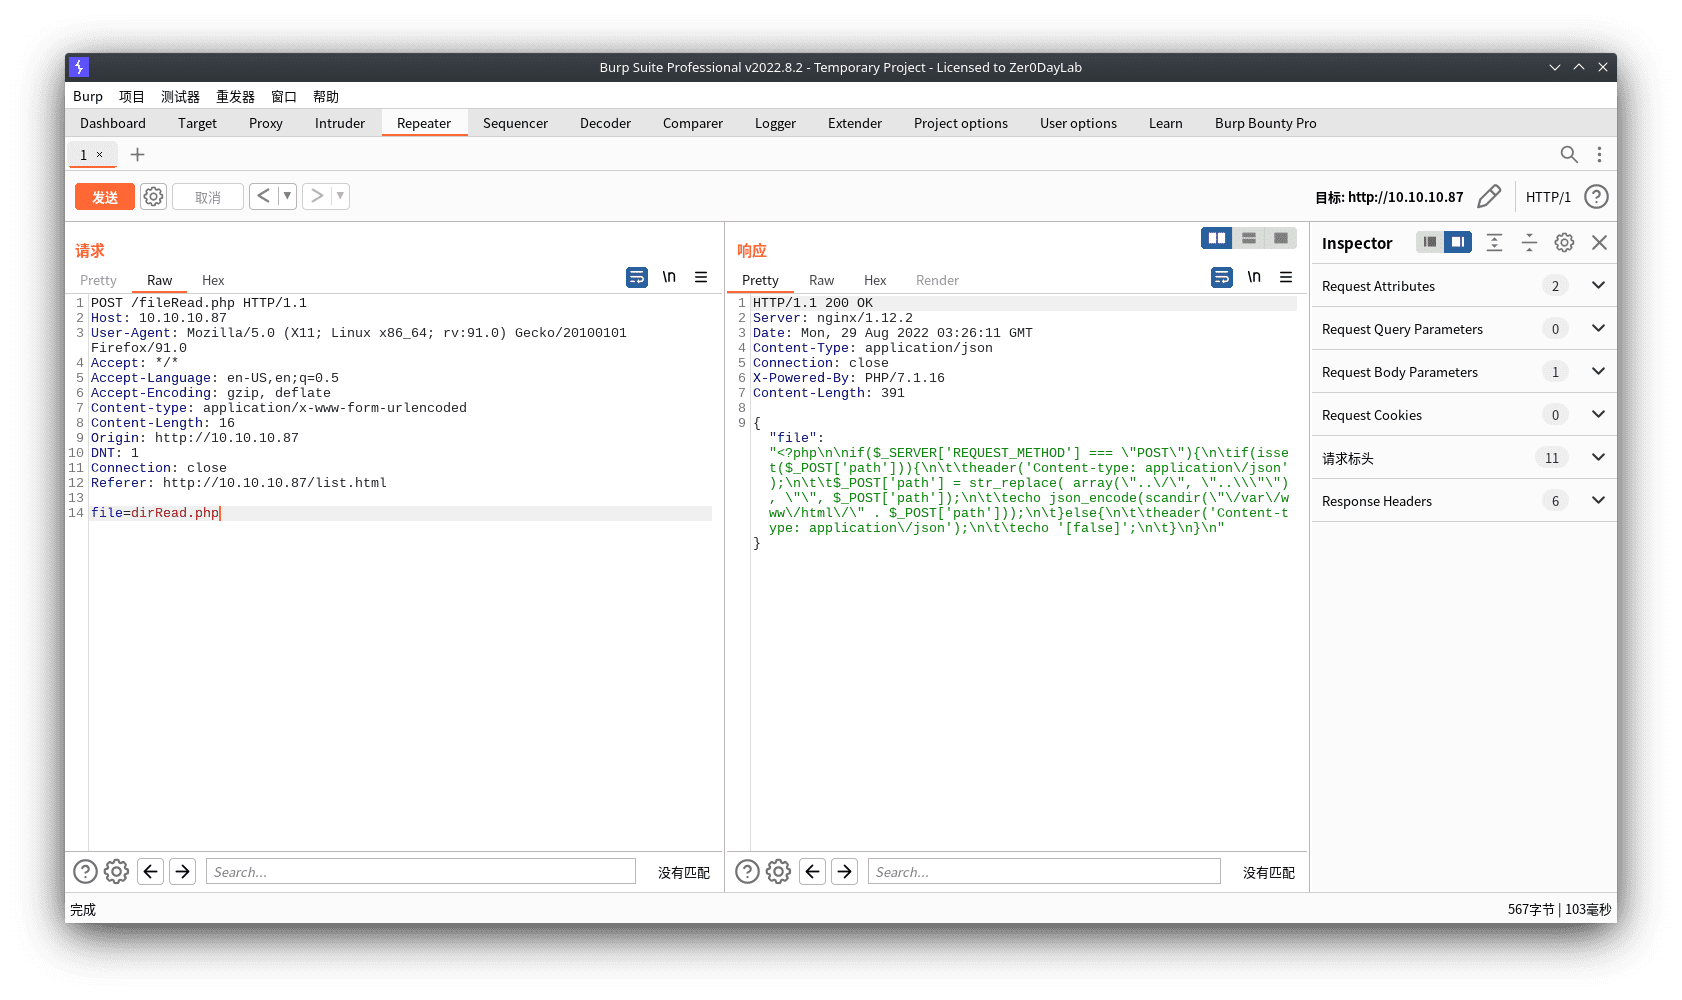 Burp Suite Professional v2022.8.2 - Temporary Project - Licensed to Zer0DayLab
Burp 项目 测试器 重发器 窗口 帮助
Dashboard Target Proxy Intruder Repeater Sequencer Decoder Comparer Logger Extender Project options User options Learn Burp Bounty Pro
1 ×
发送 取消 < > 目标: http://10.10.10.87 HTTP/1
请求
Pretty Raw Hex \n
1 POST /fileRead.php HTTP/1.1
2 Host: 10.10.10.87
3 User-Agent: Mozilla/5.0 (X11; Linux x86_64; rv:91.0) Gecko/20100101
Firefox/91.0
4 Accept: */*
5 Accept-Language: en-US,en;q=0.5
6 Accept-Encoding: gzip, deflate
7 Content-type: application/x-www-form-urlencoded
8 Content-Length: 16
9 Origin: http://10.10.10.87
10 DNT: 1
11 Connection: close
12 Referer: http://10.10.10.87/list.html
13
14 file=dirRead.php
Search...
没有匹配
响应
Pretty Raw Hex Render \n
1 HTTP/1.1 200 OK
2 Server: nginx/1.12.2
3 Date: Mon, 29 Aug 2022 03:26:11 GMT
4 Content-Type: application/json
5 Connection: close
6 X-Powered-By: PHP/7.1.16
7 Content-Length: 391
8
9 {
"file":
"<?php\n\nif($_SERVER['REQUEST_METHOD'] === \"POST\"){\n\tif(isse
t($_POST['path'])){\n\t\theader('Content-type: application\/json'
);\n\t\t$_POST['path'] = str_replace( array(\"..\/\", \"..\\\"\")
, \"\", $_POST['path']);\n\t\techo json_encode(scandir(\"\/var\/w
ww\/html\/\" . $_POST['path']));\n\t}else{\n\t\theader('Content-t
ype: application\/json');\n\t\techo '[false]';\n\t}\n}\n"
}
Search...
没有匹配
Inspector
Request Attributes 2
Request Query Parameters 0
Request Body Parameters 1
Request Cookies 0
请求标头 11
Response Headers 6
完成
567字节 | 103毫秒